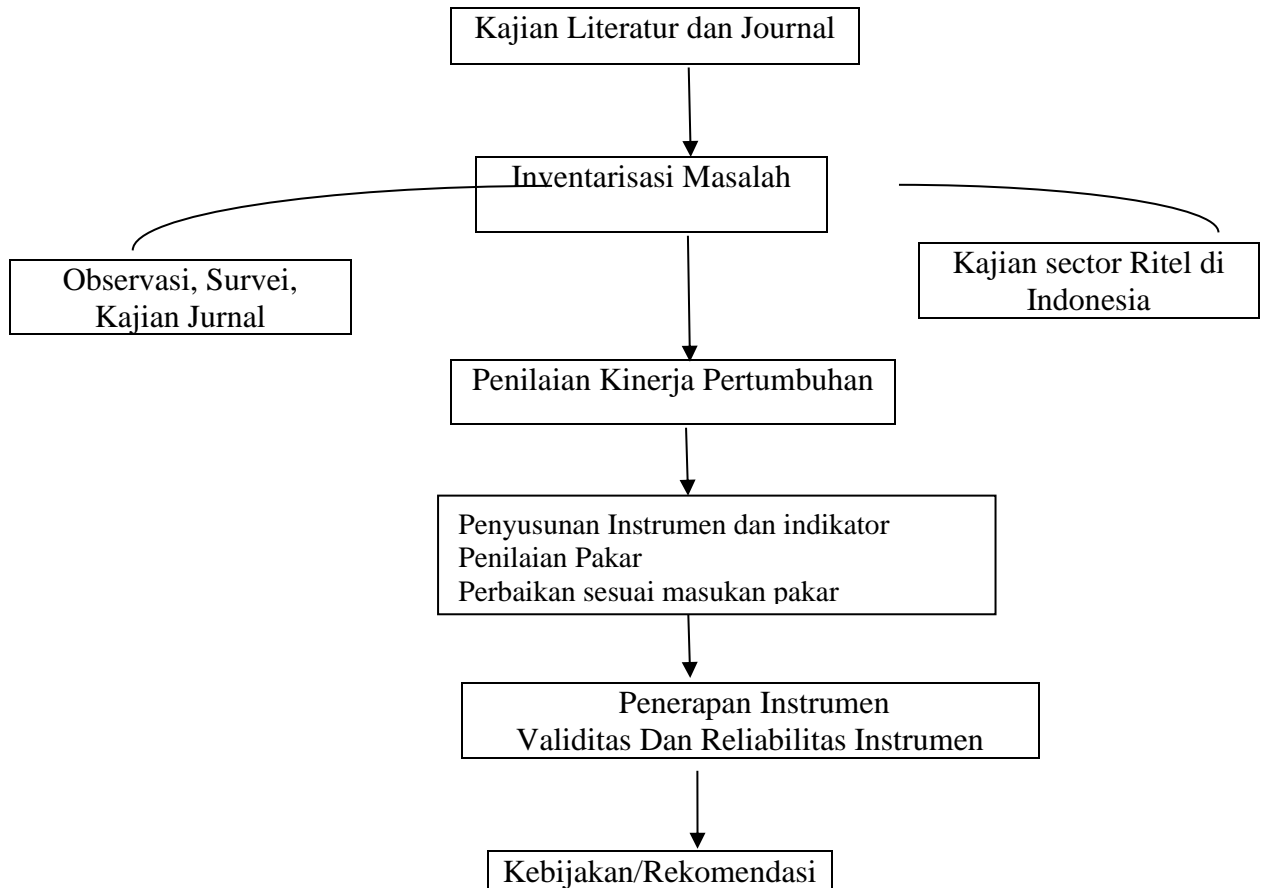 Kajian Literatur dan Journal
Inventarisasi Masalah
Observasi, Survei,
Kajian Jurnal
Kajian sector Ritel di
Indonesia
Penilaian Kinerja Pertumbuhan
Penyusunan Instrumen dan indikator
Penilaian Pakar
Perbaikan sesuai masukan pakar
Penerapan Instrumen
Validitas Dan Reliabilitas Instrumen
Kebijakan/Rekomendasi